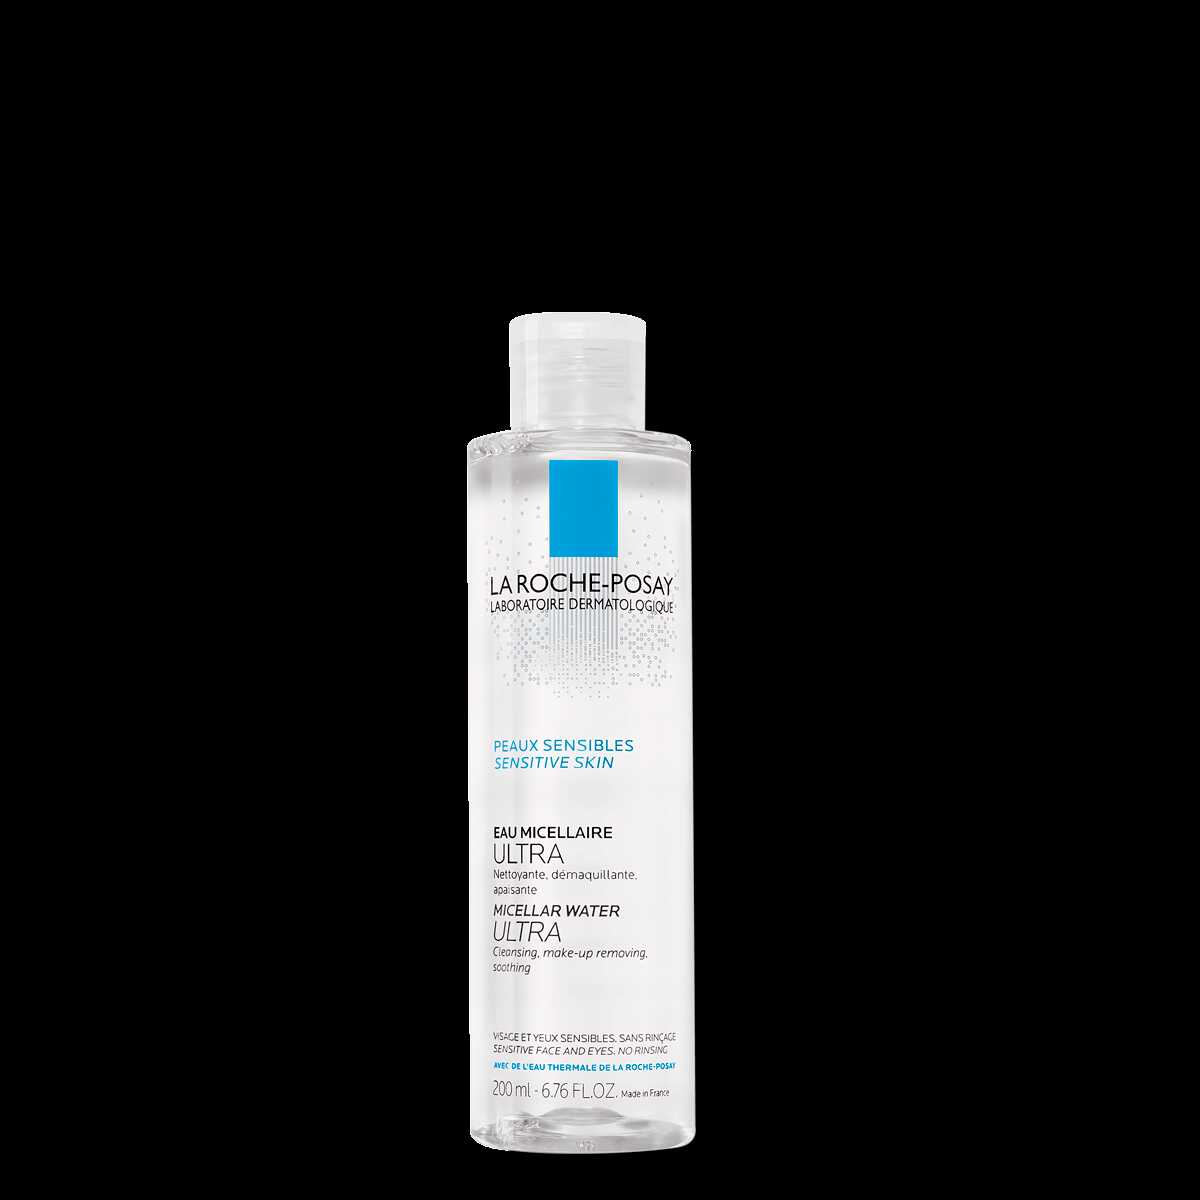 LA ROCHE-POSAY
LABORATOIRE DERMATOLOGIQUE
PEAUX SENSIBLES
SENSITIVE SKIN
EAU MICELLAIRE
ULTRA
Nettoyante, démaquillante,
apaisante
MICELLAR WATER
ULTRA
Cleansing, make-up removing,
soothing
VISAGE ET YEUX SENSIBLES. SANS RINÇAGE
SENSITIVE FACE AND EYES. NO RINSING
AVEC DE L'EAU THERMALE DE LA ROCHE-POSAY
200 ml - 6.76 FL.OZ. Made in France